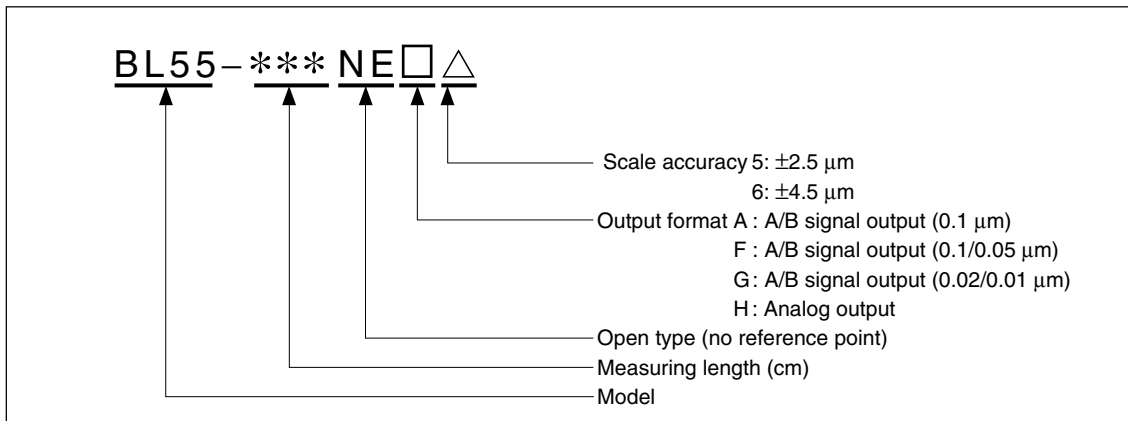 BL55-***NE□△
Scale accuracy 5: ±2.5 μm
6: ±4.5 μm
Output format A : A/B signal output (0.1 μm)
F : A/B signal output (0.1/0.05 μm)
G : A/B signal output (0.02/0.01 μm)
H : Analog output
Open type (no reference point)
Measuring length (cm)
Model